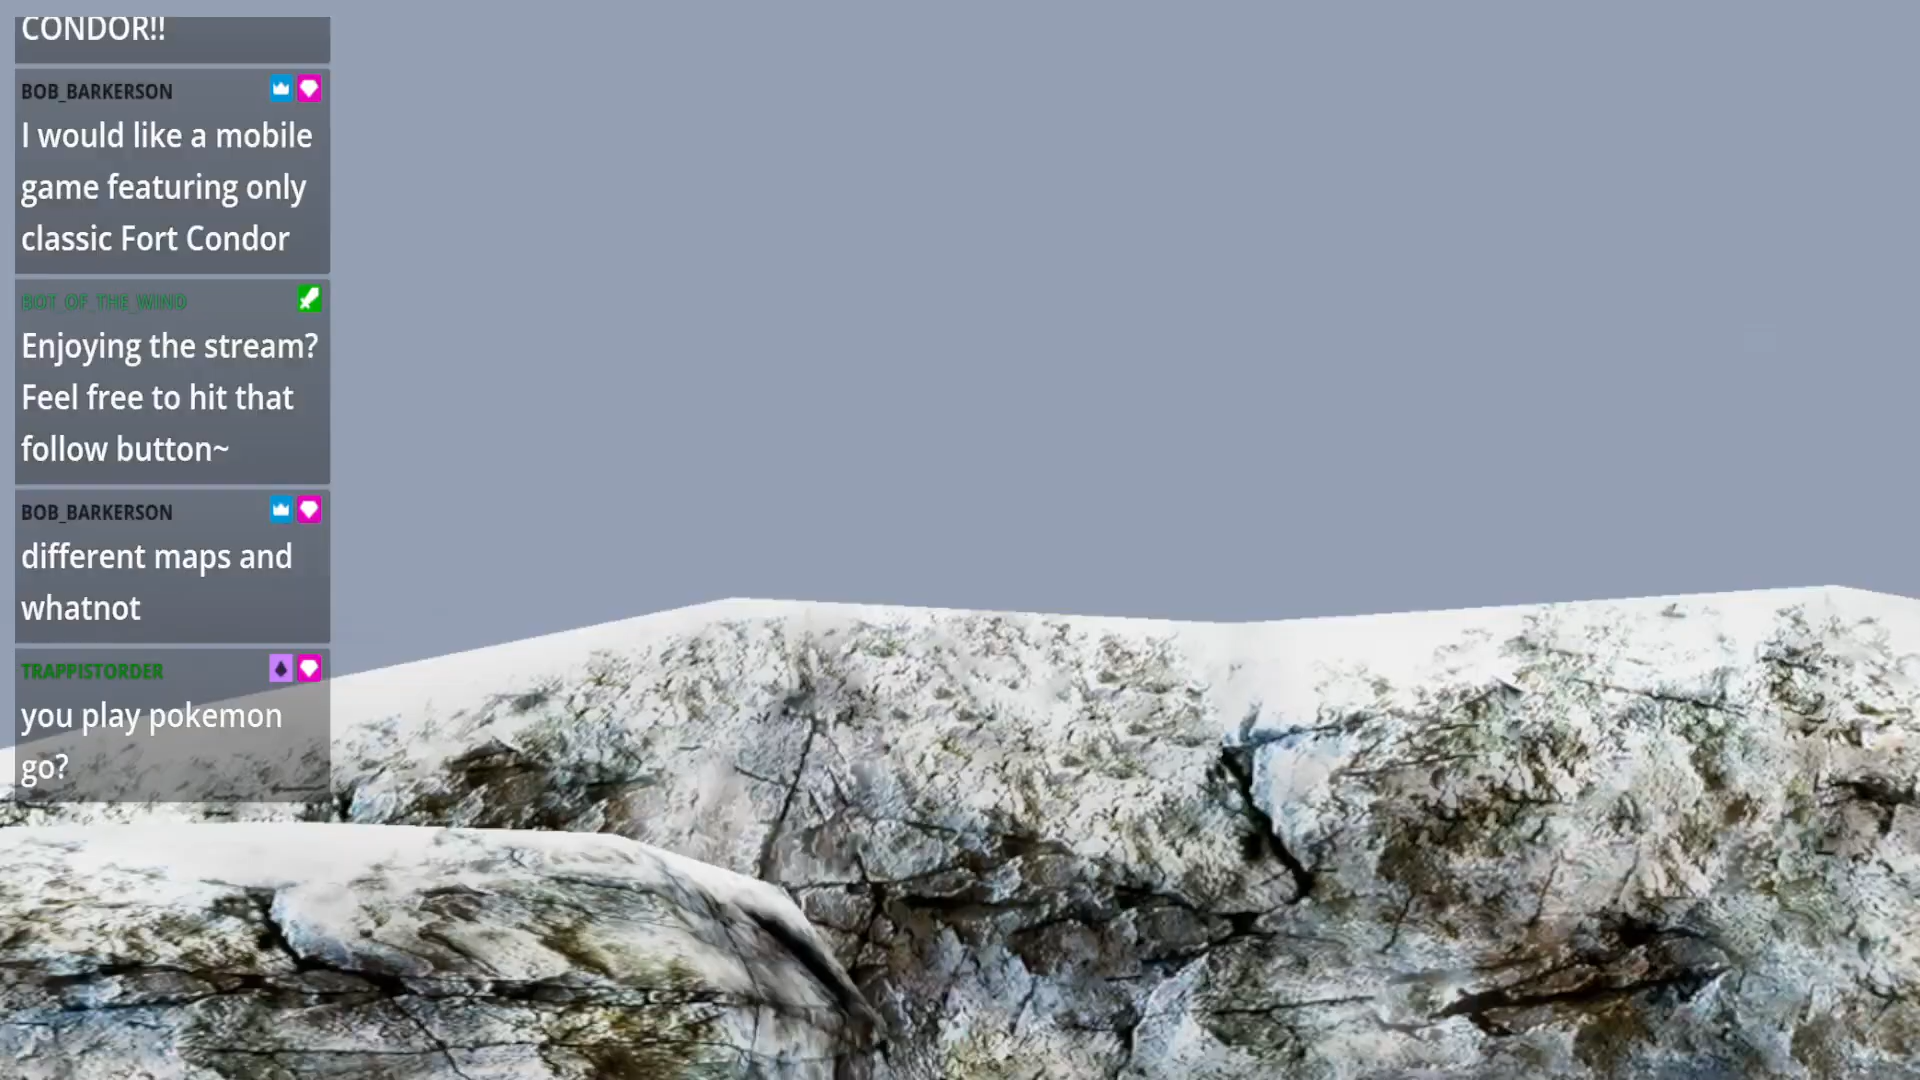 CONDOR!!
BOB_BARKERSON
I would like a mobile
game featuring only
classic Fort Condor
BOT_OF_THE_WIND
Enjoying the stream?
Feel free to hit that
follow button~
BOB_BARKERSON
different maps and
whatnot
TRAPPISTORDER
you play pokemon
go?